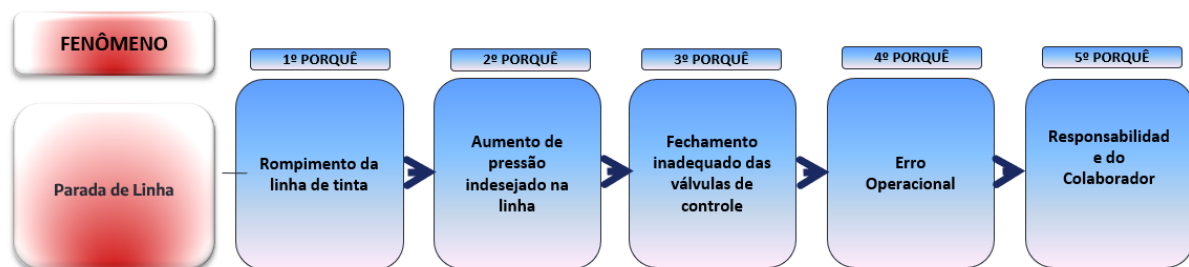 FENÔMENO
1º PORQUÊ
2º PORQUÊ
3º PORQUÊ
4º PORQUÊ
5º PORQUÊ
Parada de Linha
Rompimento da
linha de tinta
Aumento de
pressão
indesejado na
linha
Fechamento
inadequado das
válvulas de
controle
Erro
Operacional
Responsabilidad
e do
Colaborador